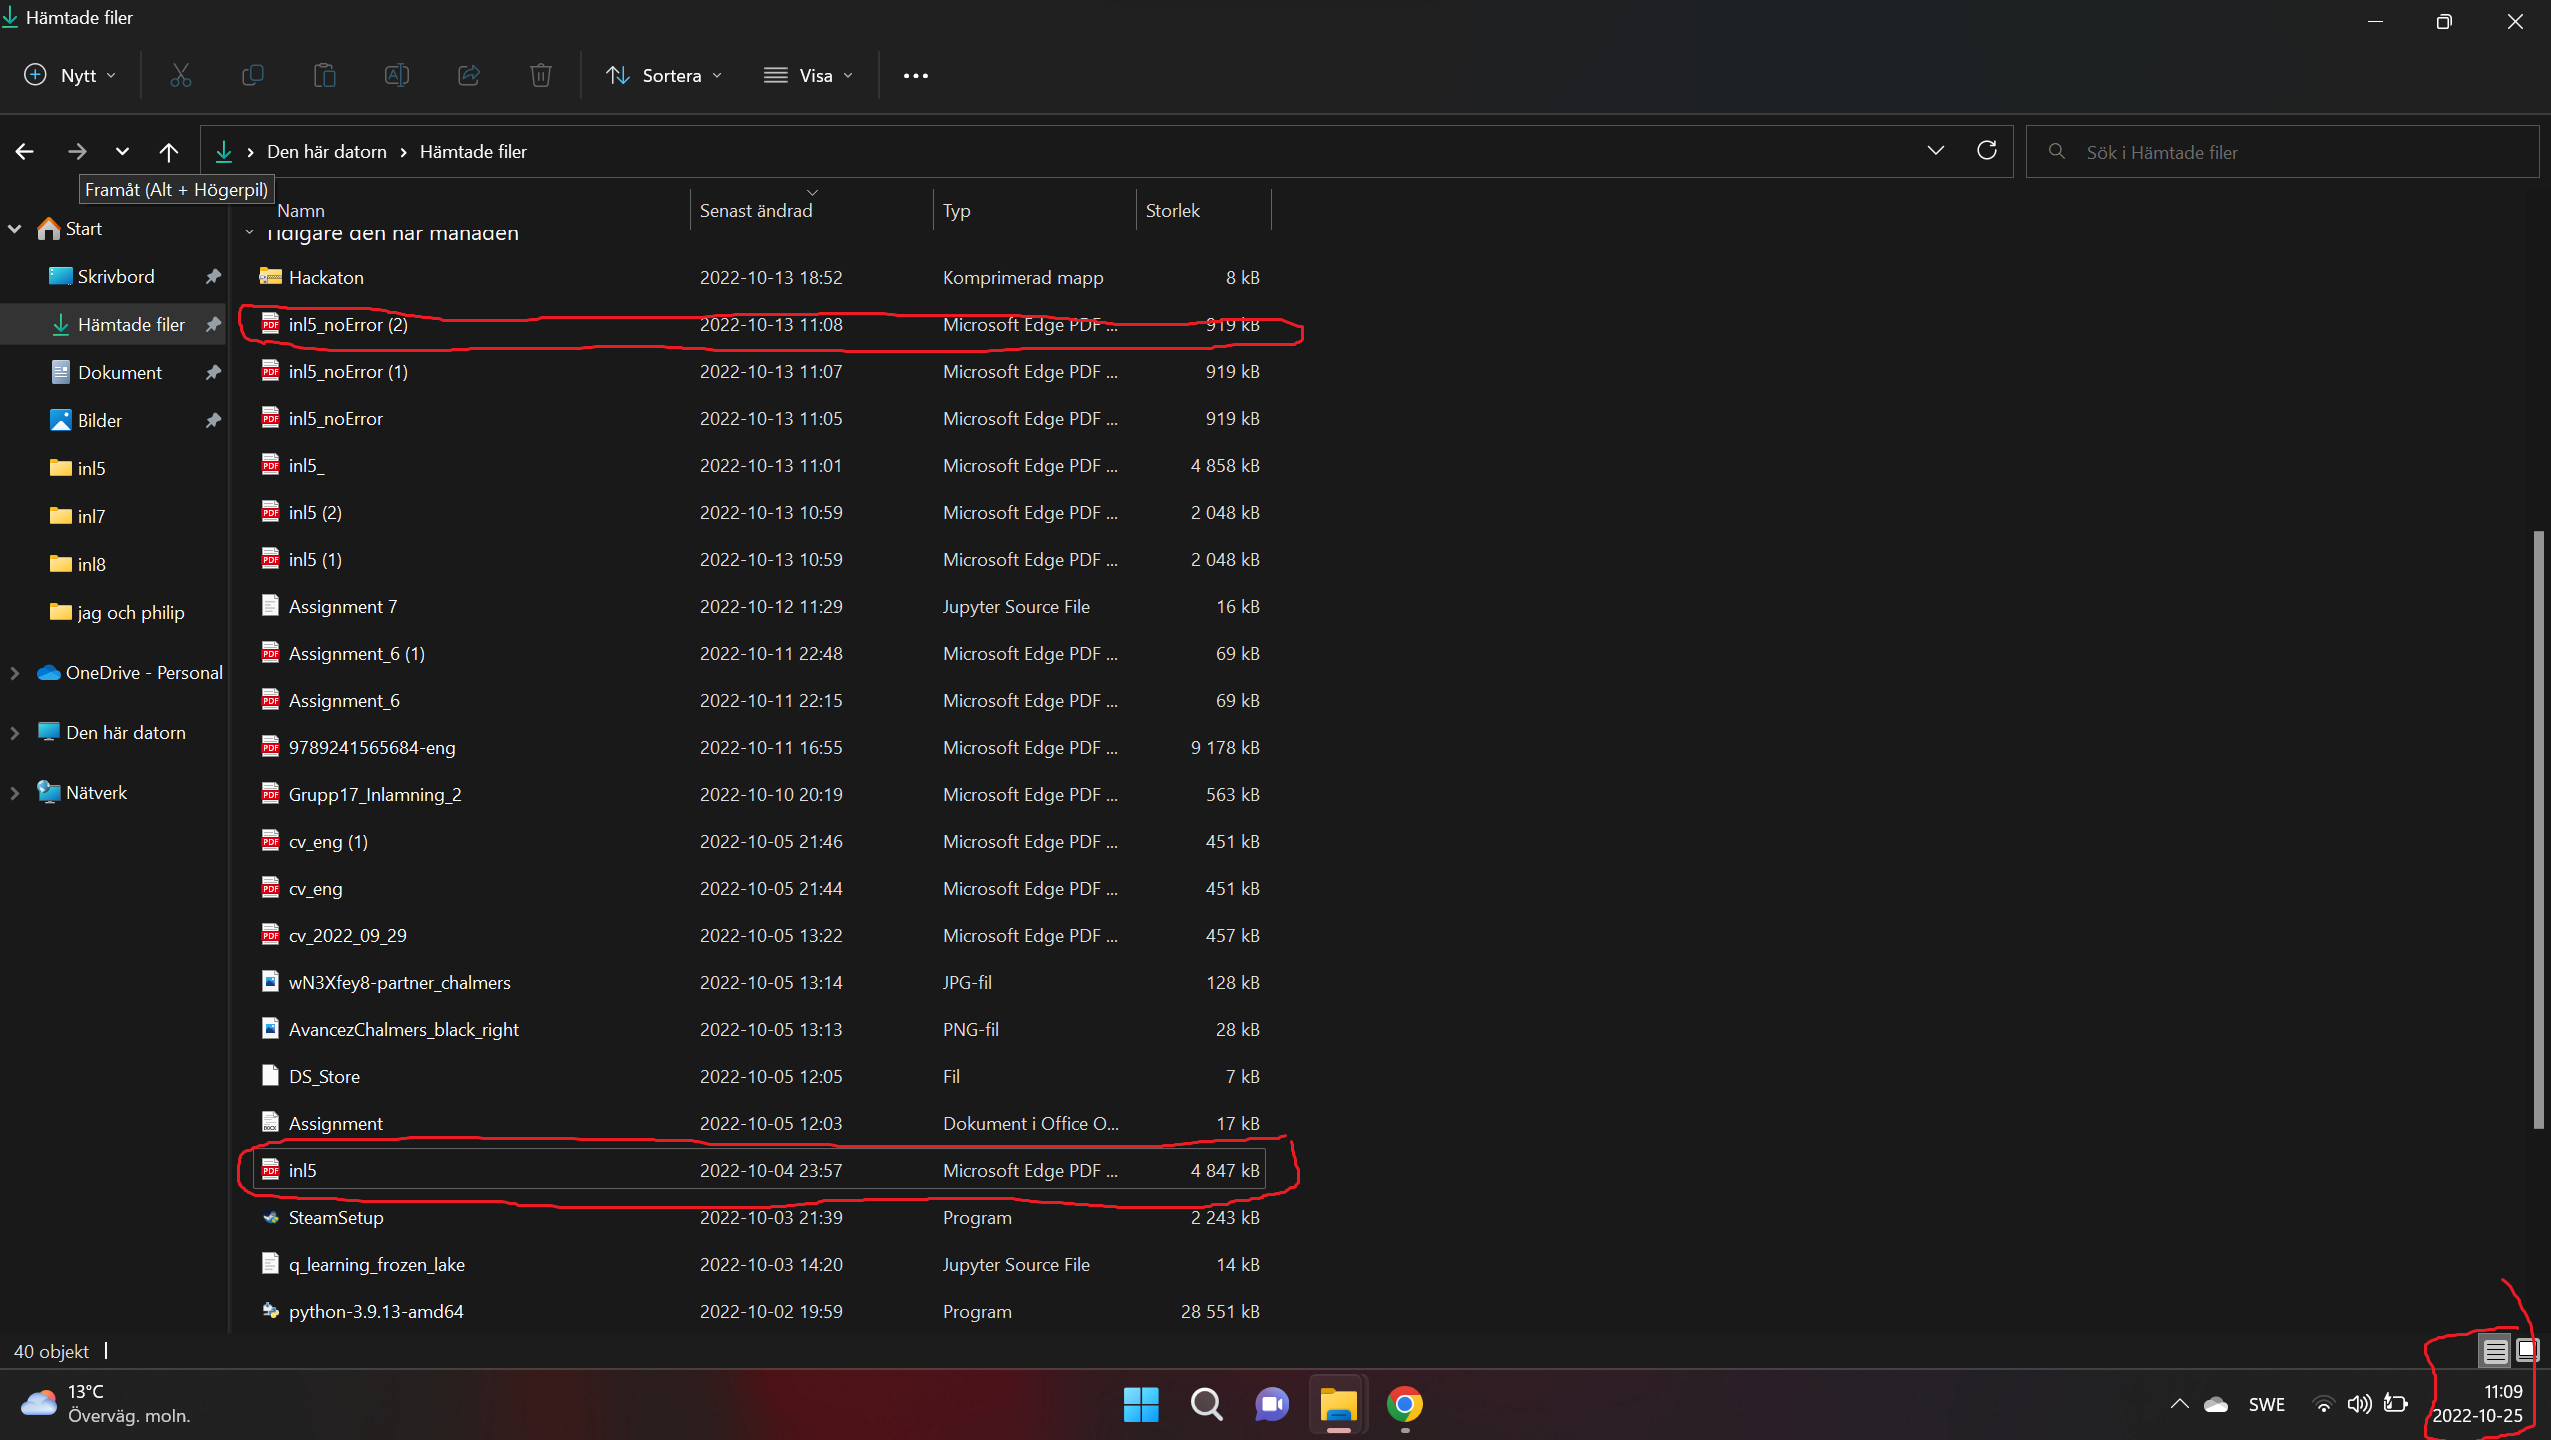 Hämtade filer
Nytt
Sortera
Visa
Den här datorn
Hämtade filer
Sök i Hämtade filer
Framåt (Alt + Högerpil)
Namn
Senast ändrad
Typ
Storlek
Start
Skrivbord
Hämtade filer
Dokument
Bilder
inl5
inl7
inl8
jag och philip
OneDrive - Personal
Den här datorn
Nätverk
Tidigare den här månaden
Hackaton 2022-10-13 18:52 Komprimerad mapp 8 kB
inl5_noError (2) 2022-10-13 11:08 Microsoft Edge PDF ... 919 kB
inl5_noError (1) 2022-10-13 11:07 Microsoft Edge PDF ... 919 kB
inl5_noError 2022-10-13 11:05 Microsoft Edge PDF ... 919 kB
inl5_ 2022-10-13 11:01 Microsoft Edge PDF ... 4 858 kB
inl5 (2) 2022-10-13 10:59 Microsoft Edge PDF ... 2 048 kB
inl5 (1) 2022-10-13 10:59 Microsoft Edge PDF ... 2 048 kB
Assignment 7 2022-10-12 11:29 Jupyter Source File 16 kB
Assignment_6 (1) 2022-10-11 22:48 Microsoft Edge PDF ... 69 kB
Assignment_6 2022-10-11 22:15 Microsoft Edge PDF ... 69 kB
9789241565684-eng 2022-10-11 16:55 Microsoft Edge PDF ... 9 178 kB
Grupp17_Inlamning_2 2022-10-10 20:19 Microsoft Edge PDF ... 563 kB
cv_eng (1) 2022-10-05 21:46 Microsoft Edge PDF ... 451 kB
cv_eng 2022-10-05 21:44 Microsoft Edge PDF ... 451 kB
cv_2022_09_29 2022-10-05 13:22 Microsoft Edge PDF ... 457 kB
wN3Xfey8-partner_chalmers 2022-10-05 13:14 JPG-fil 128 kB
AvancezChalmers_black_right 2022-10-05 13:13 PNG-fil 28 kB
DS_Store 2022-10-05 12:05 Fil 7 kB
Assignment 2022-10-05 12:03 Dokument i Office O... 17 kB
inl5 2022-10-04 23:57 Microsoft Edge PDF ... 4 847 kB
SteamSetup 2022-10-03 21:39 Program 2 243 kB
q_learning_frozen_lake 2022-10-03 14:20 Jupyter Source File 14 kB
python-3.9.13-amd64 2022-10-02 19:59 Program 28 551 kB
40 objekt
13°C
Överväg. moln.
SWE
11:09
2022-10-25